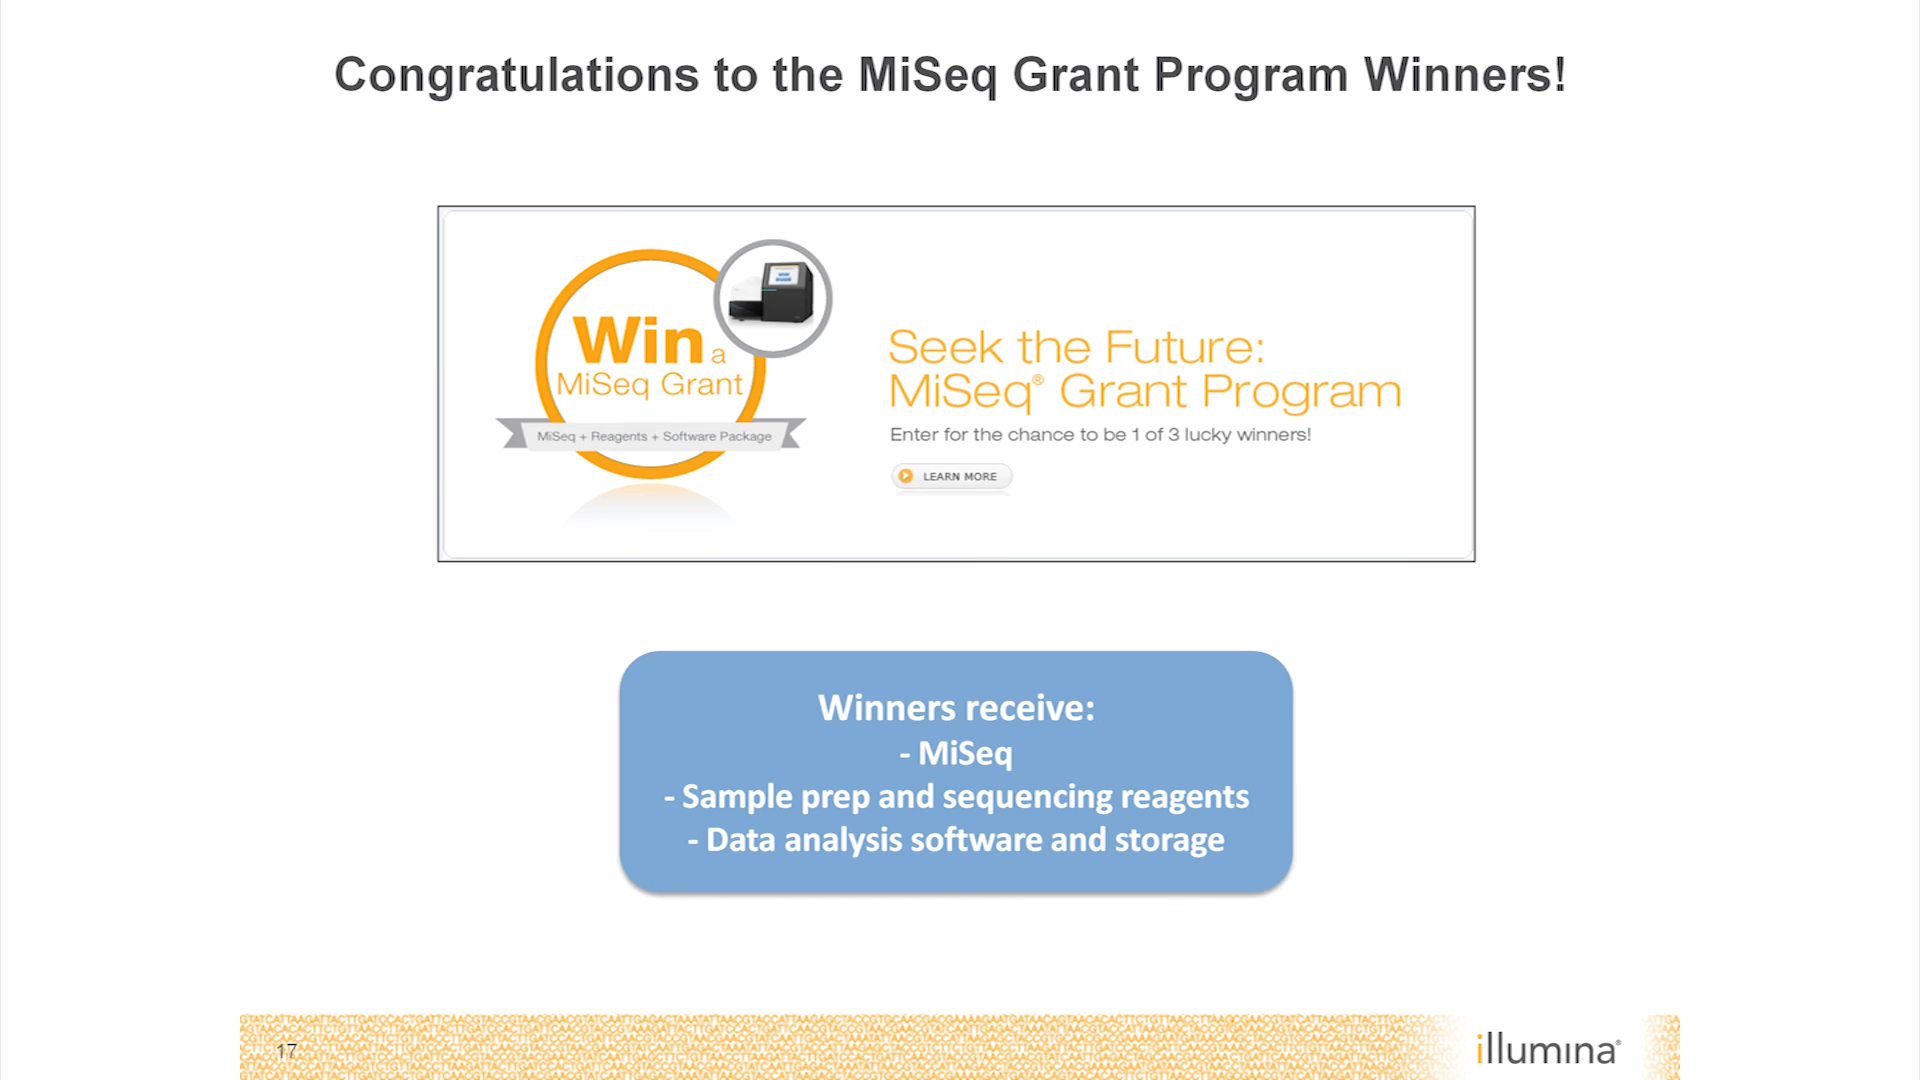 Congratulations to the MiSeq Grant Program Winners!
Win a
MiSeq Grant
MiSeq + Reagents + Software Package
Seek the Future:
MiSeq® Grant Program
Enter for the chance to be 1 of 3 lucky winners!
LEARN MORE
Winners receive:
- MiSeq
- Sample prep and sequencing reagents
- Data analysis software and storage
17
illumina®